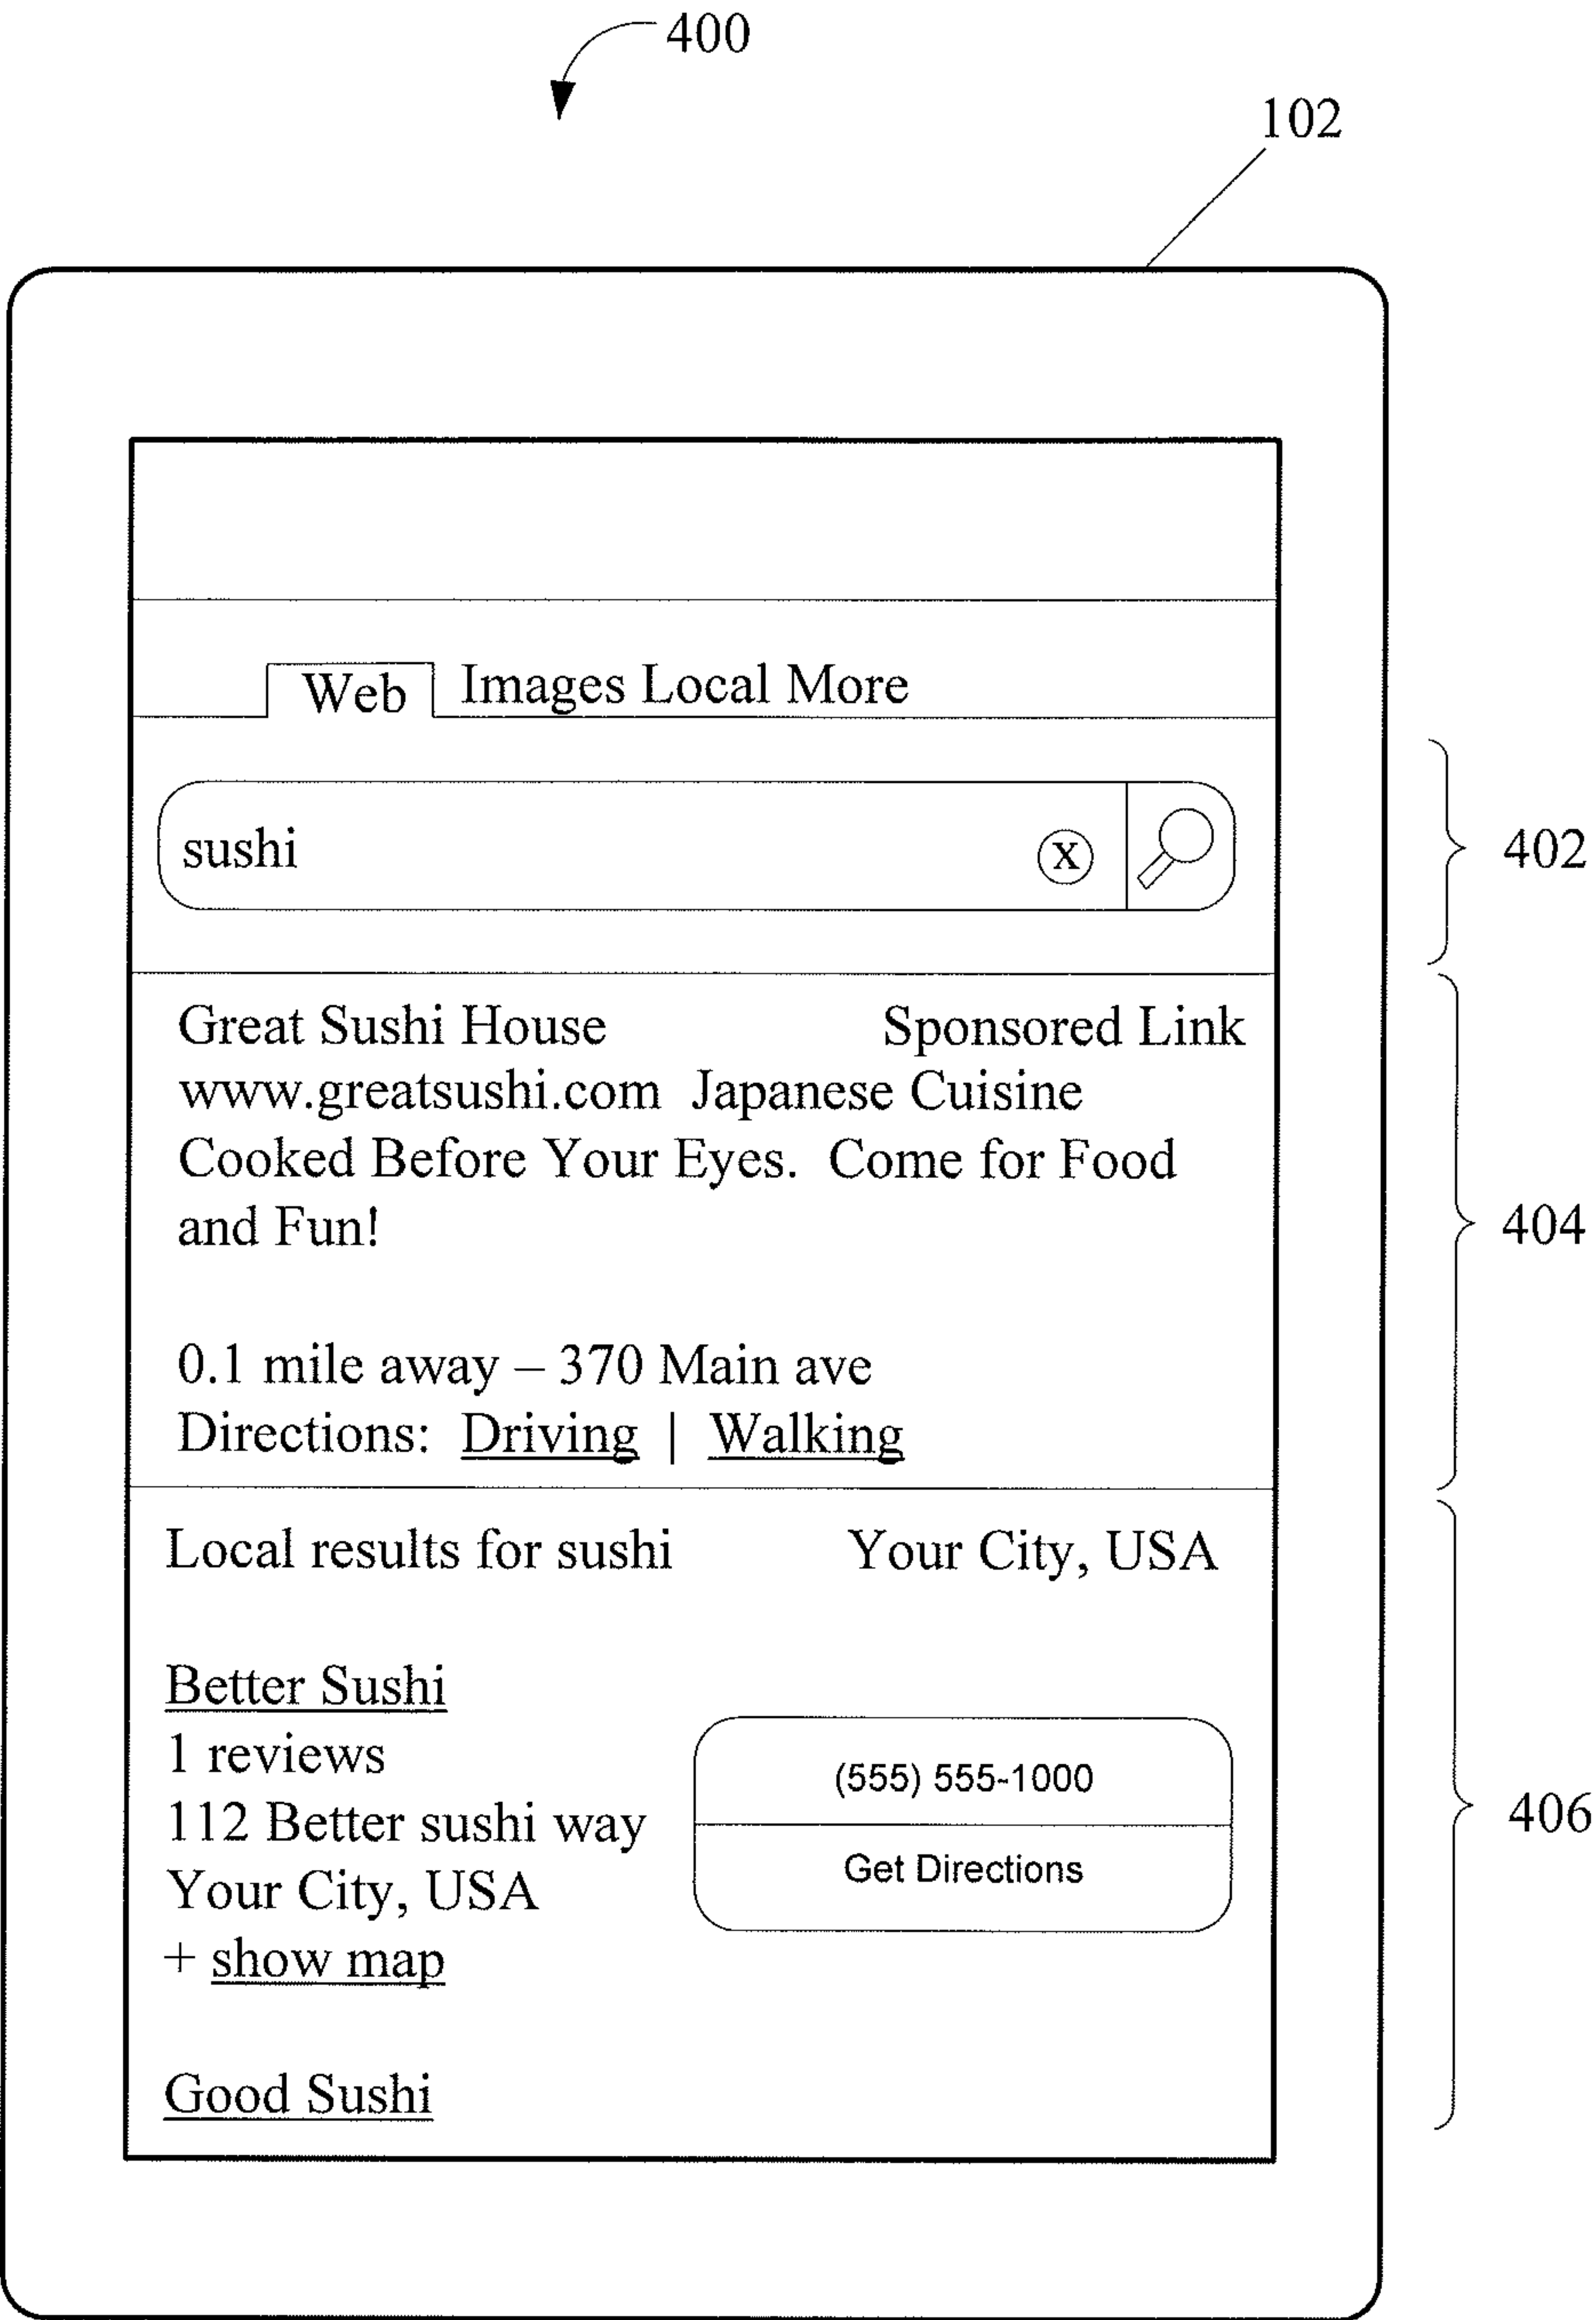 400
102
Web Images Local More
sushi X
402
Great Sushi House Sponsored Link
www.greatsushi.com Japanese Cuisine
Cooked Before Your Eyes. Come for Food
and Fun!
404
0.1 mile away – 370 Main ave
Directions: Driving | Walking
Local results for sushi Your City, USA
Better Sushi
1 reviews
(555) 555-1000
112 Better sushi way
406
Get Directions
Your City, USA
+ show map
Good Sushi